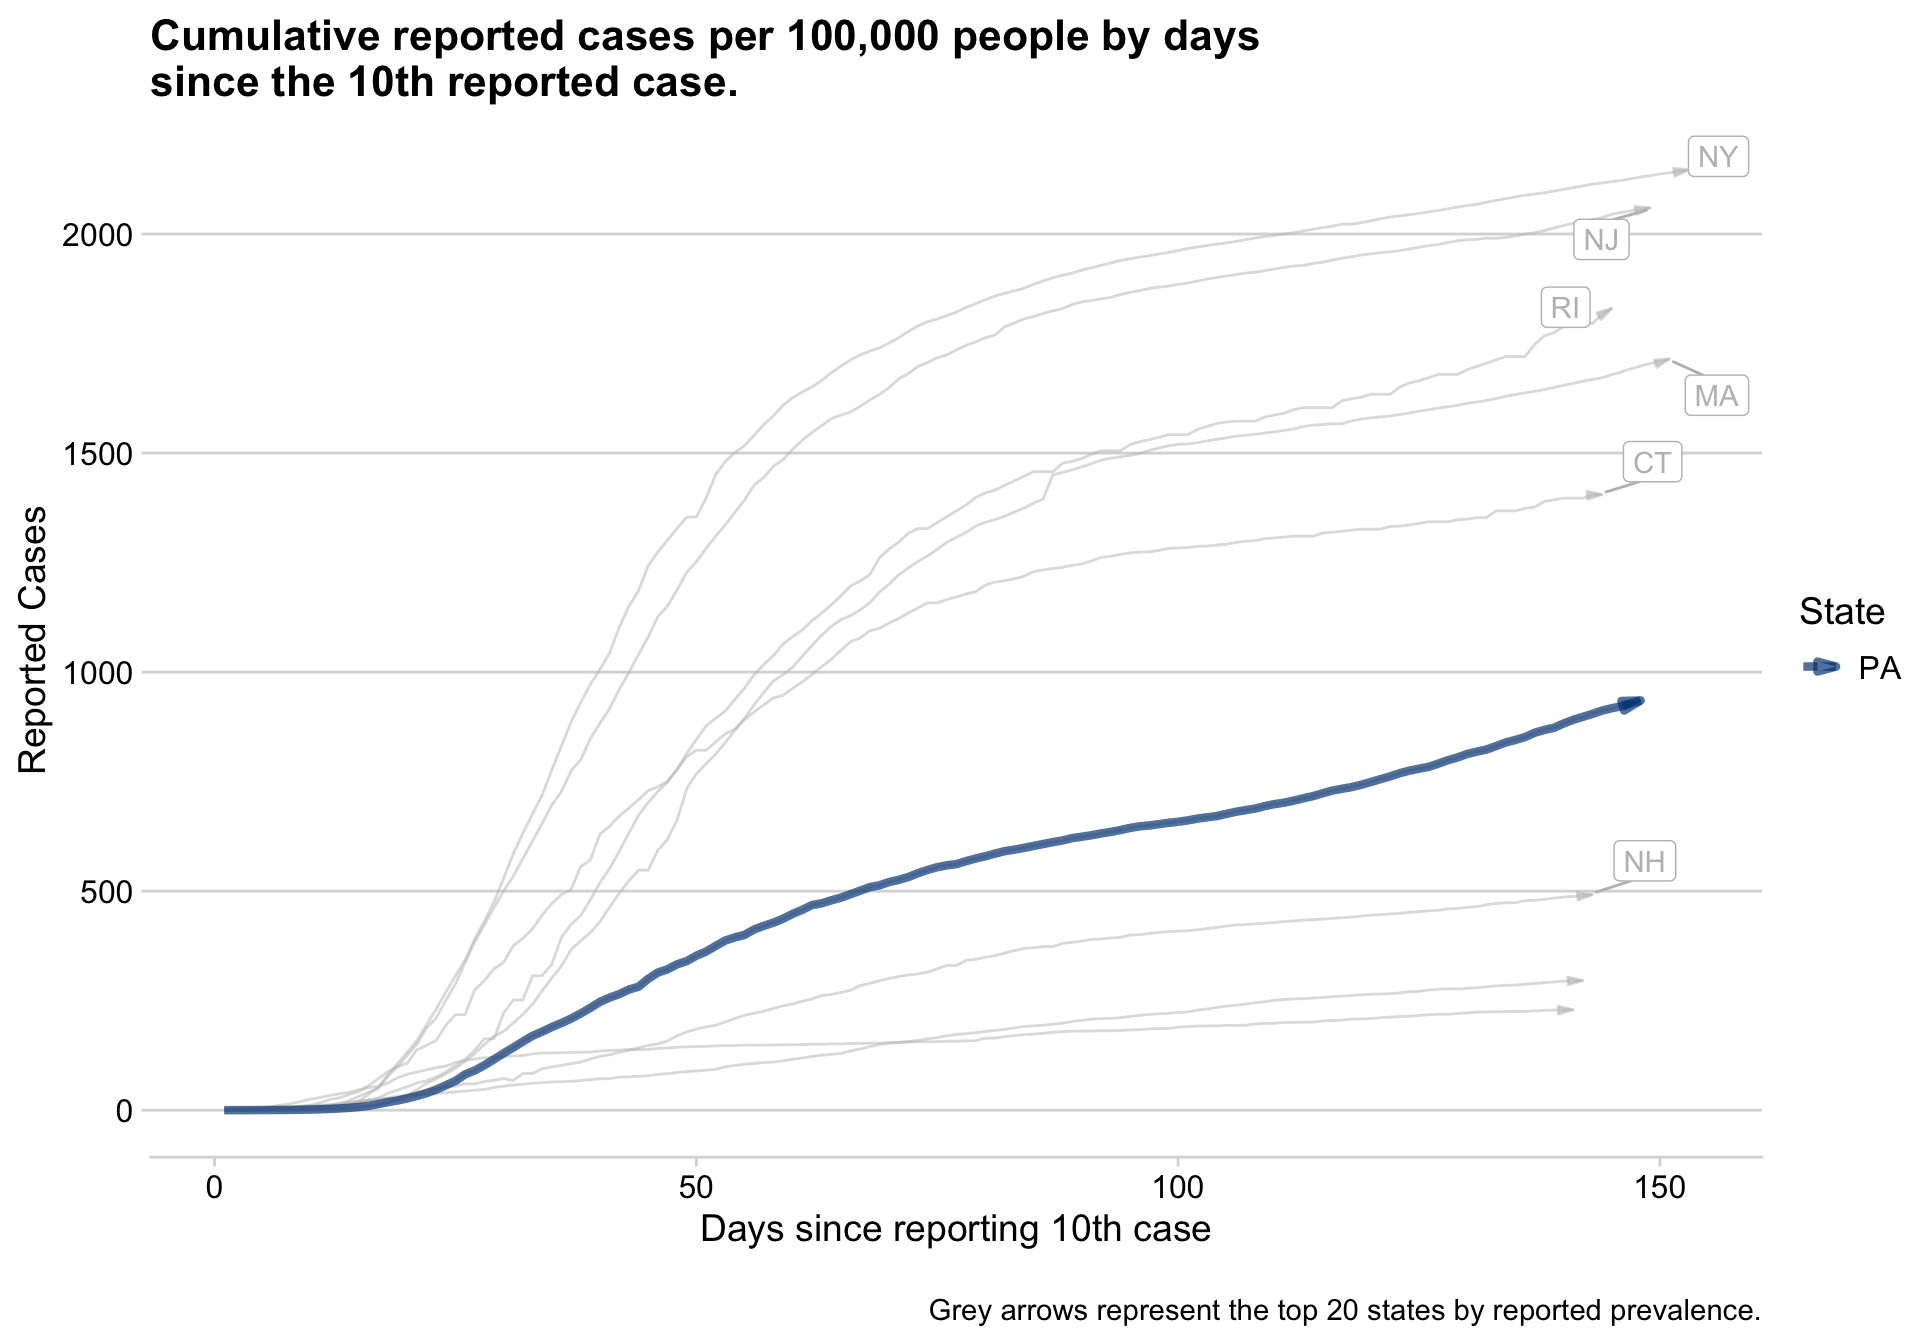 Cumulative reported cases per 100,000 people by days
since the 10th reported case.
NY
2000
NJ
RI
MA
1500
CT
Reported Cases
State
1000
PA
NH
500
0
0 50 100 150
Days since reporting 10th case
Grey arrows represent the top 20 states by reported prevalence.